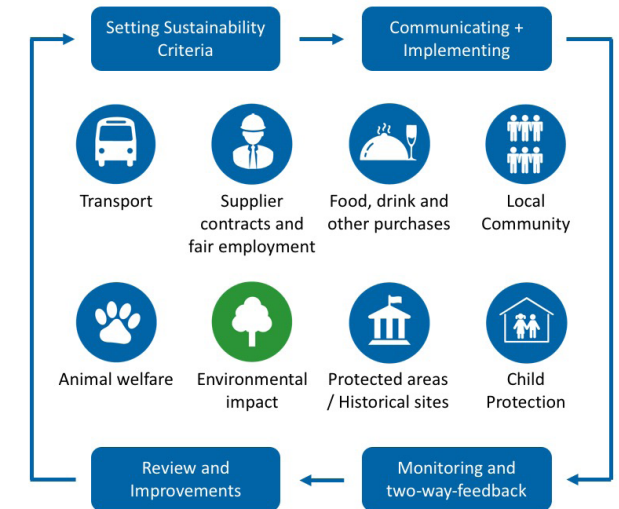 Setting Sustainability
Criteria
Communicating +
Implementing
Transport
Supplier
contracts and
fair employment
Food, drink and
other purchases
Local
Community
Animal welfare
Environmental
impact
Protected areas
/ Historical sites
Child
Protection
Review and
Improvements
Monitoring and
two-way-feedback